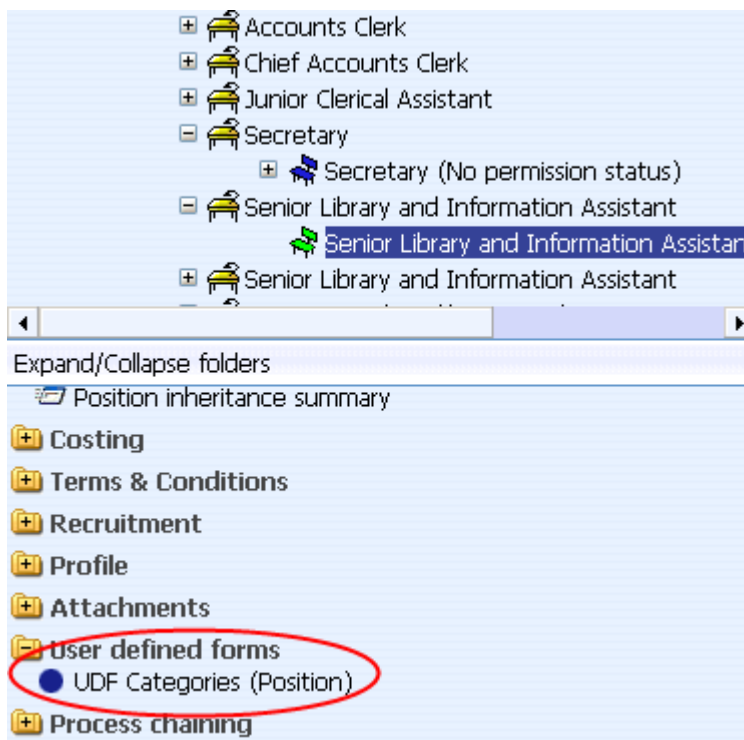 Accounts Clerk
Chief Accounts Clerk
Junior Clerical Assistant
Secretary
Secretary (No permission status)
Senior Library and Information Assistant
Senior Library and Information Assistan
Senior Library and Information Assistant
Expand/Collapse folders
Position inheritance summary
Costing
Terms & Conditions
Recruitment
Profile
Attachments
User defined forms
UDF Categories (Position)
Process chaining